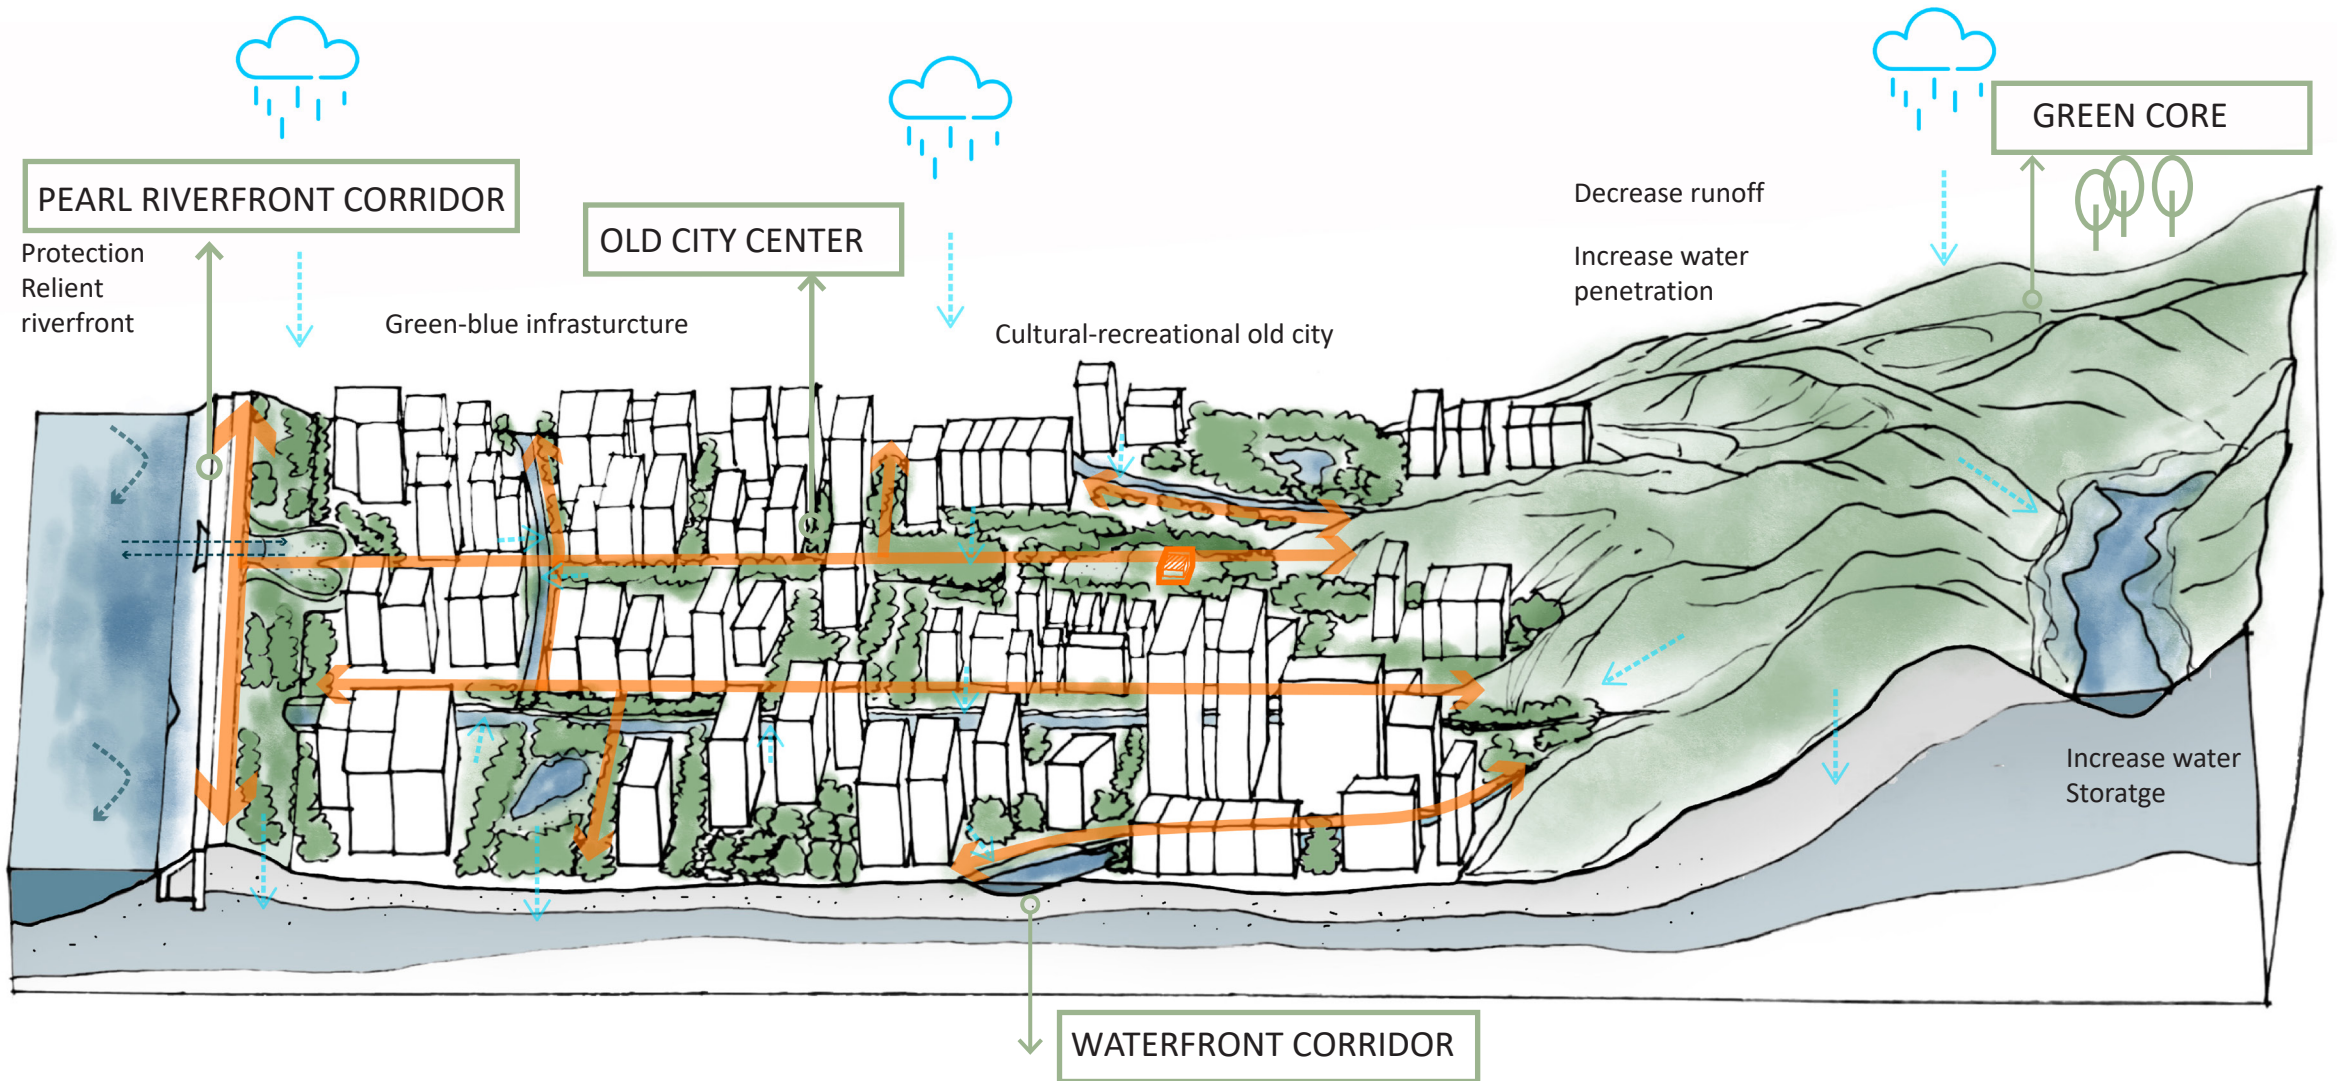 GREEN CORE
PEARL RIVERFRONT CORRIDOR
Protection
Relient
riverfront
OLD CITY CENTER
Decrease runoff
Increase water
penetration
Green-blue infrasturcture
Cultural-recreational old city
Increase water
Storatge
WATERFRONT CORRIDOR